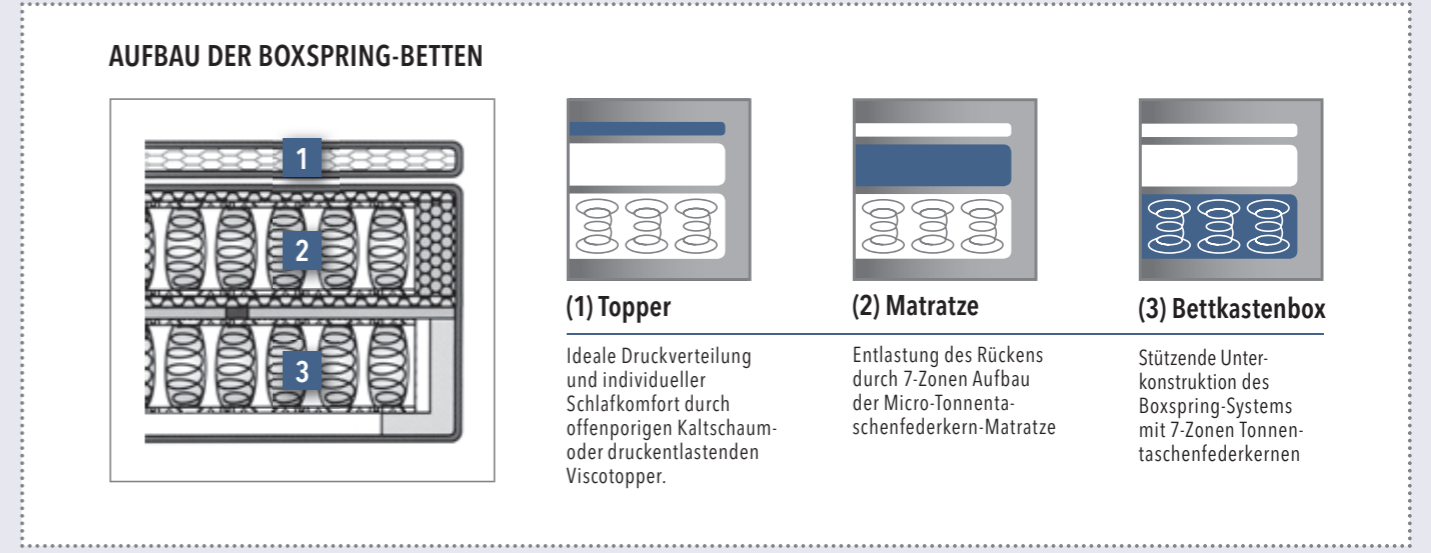 AUFBAU DER BOXSPRING-BETTEN
1
2
3
(1) Topper
Ideale Druckverteilung
und individueller
Schlafkomfort durch
offenporigen Kaltschaum-
oder druckentlastenden
Viscotopper.
(2) Matratze
Entlastung des Rückens
durch 7-Zonen Aufbau
der Micro-Tonnenta-
schenfederkern-Matratze
(3) Bettkastenbox
Stützende Unter-
konstruktion des
Boxspring-Systems
mit 7-Zonen Tonnen-
taschenfederkernen